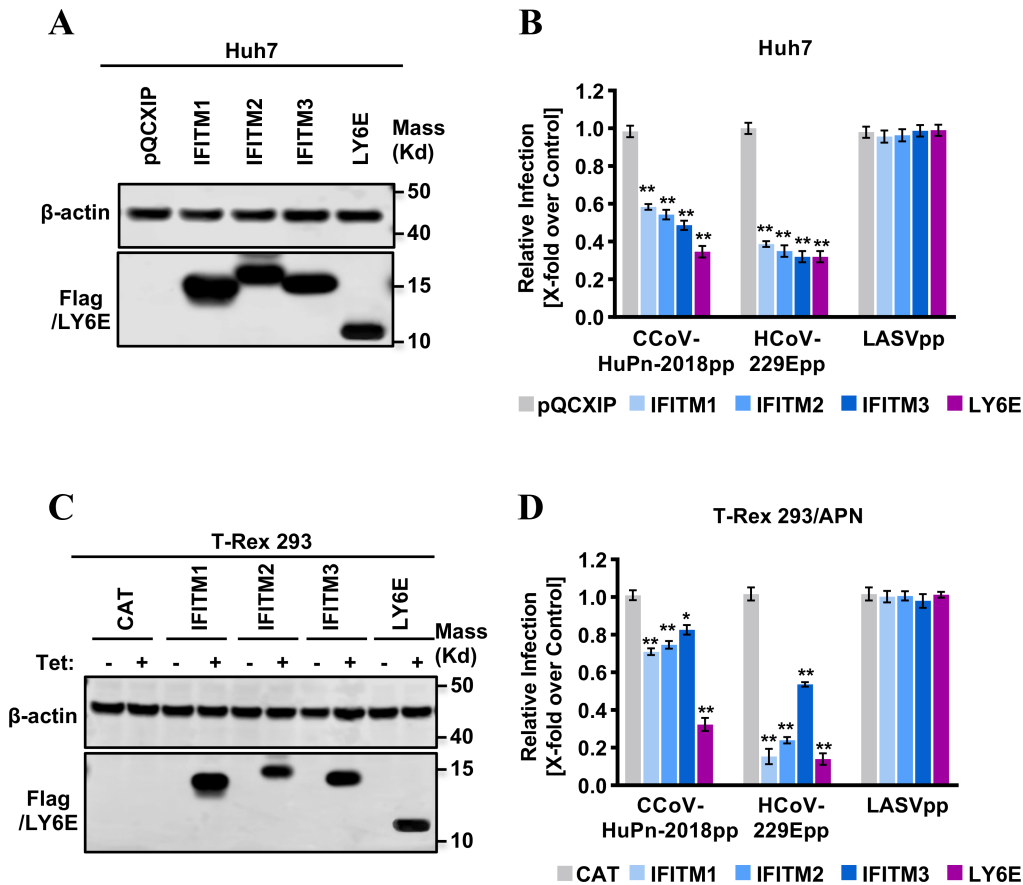 A
Huh7
pQCXIP
IFITM1
IFITM2
IFITM3
LY6E
Mass
(Kd)
β-actin
50
40
Flag
/LY6E
15
10
B
Huh7
Relative Infection
[X-fold over Control]
1.2
1.0
0.8
0.6
0.4
0.2
0.0
** ** ** **
** ** ** **
CCoV-
HuPn-2018pp
HCoV-
229Epp
LASVpp
pQCXIP IFITM1 IFITM2 IFITM3 LY6E
C
T-Rex 293
CAT
IFITM1
IFITM2
IFITM3
LY6E
Mass
(Kd)
Tet: - + - + - + - + - +
β-actin
50
40
Flag
/LY6E
15
10
D
T-Rex 293/APN
Relative Infection
[X-fold over Control]
1.2
1.0
0.8
0.6
0.4
0.2
0.0
** ** * **
** ** ** **
CCoV-
HuPn-2018pp
HCoV-
229Epp
LASVpp
CAT IFITM1 IFITM2 IFITM3 LY6E